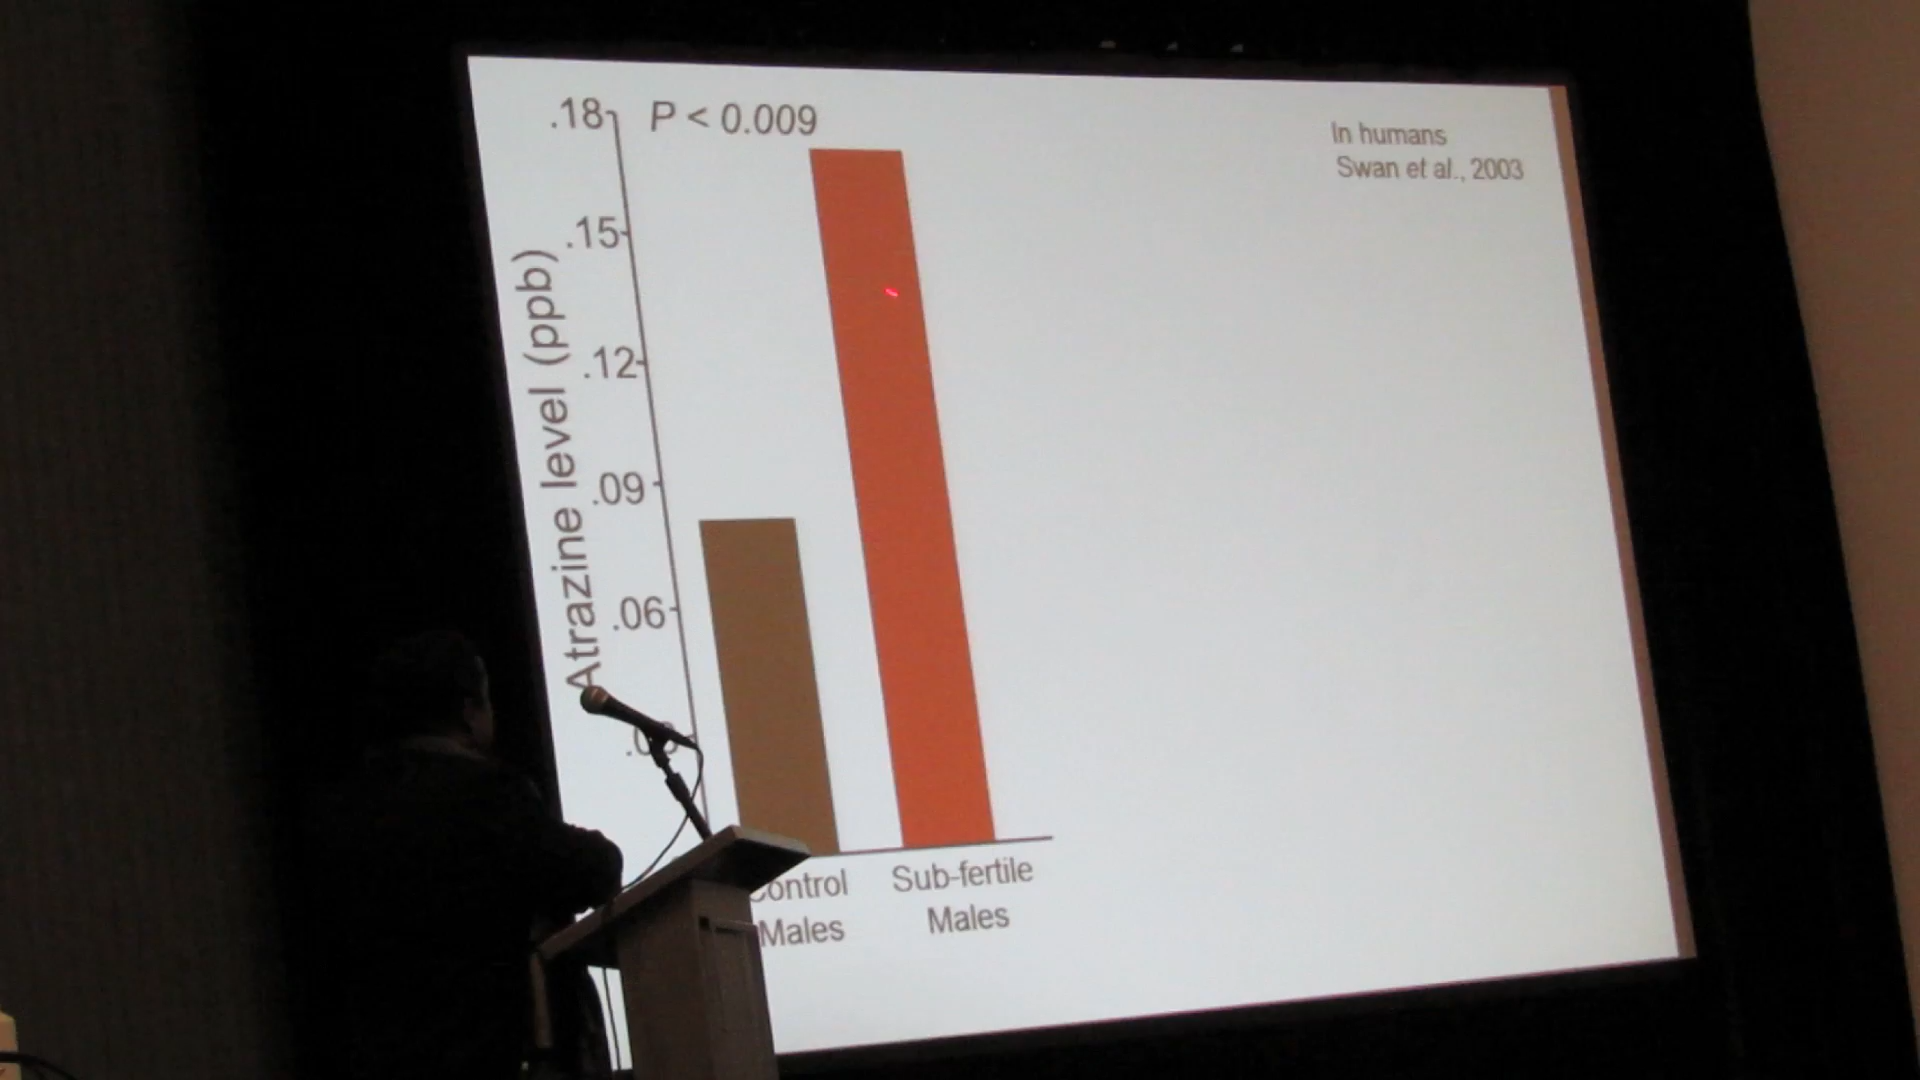 .18
P < 0.009
In humans
Swan et al., 2003
.15
.12
.09
.06
Atrazine level (ppb)
Sub-fertile
Males
Males